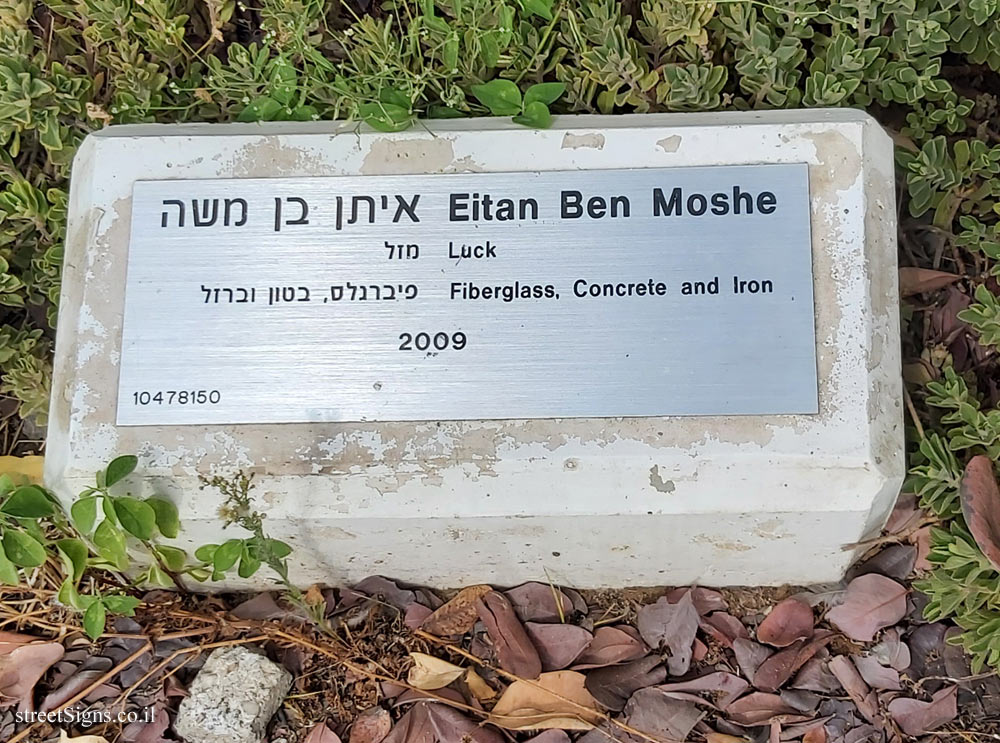 איתן בן משה Eitan Ben Moshe
מזל Luck
פיברגלס, בטון וברזל Fiberglass, Concrete and Iron
2009
10478150
streetSigns.co.il